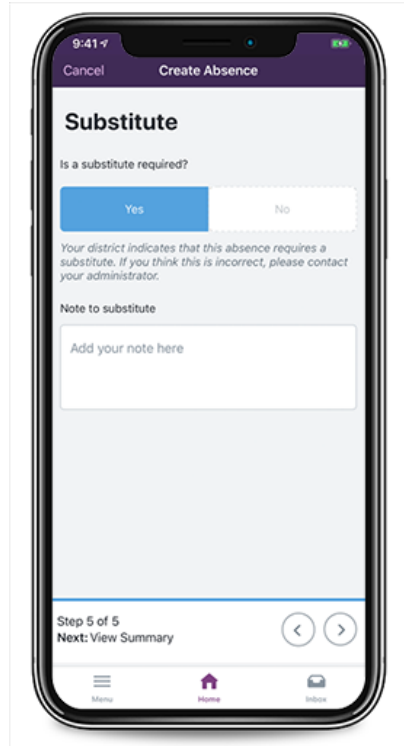 9:41
Cancel
Create Absence
Substitute
Is a substitute required?
Yes
No
Your district indicates that this absence requires a
substitute. If you think this is incorrect, please contact
your administrator.
Note to substitute
Add your note here
Step 5 of 5
Next: View Summary
Menu
Home
Inbox